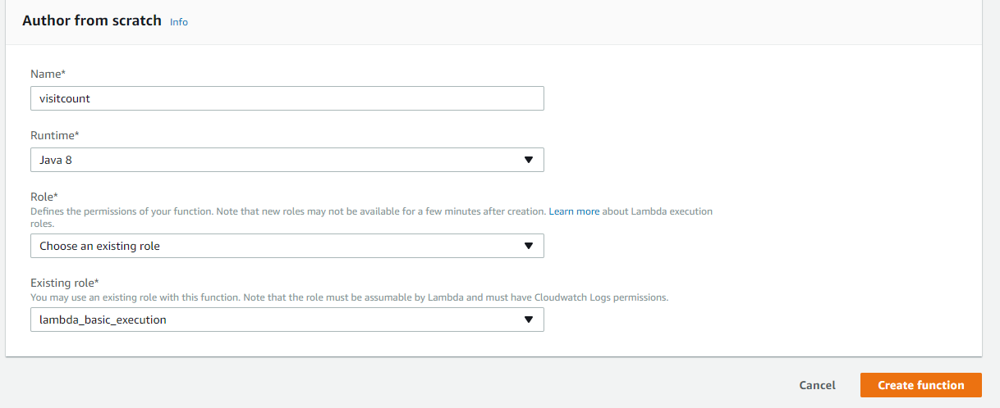 Author from scratch Info
Name*
visitcount
Runtime*
Java 8
Role*
Defines the permissions of your function. Note that new roles may not be available for a few minutes after creation. Learn more about Lambda execution
roles.
Choose an existing role
Existing role*
You may use an existing role with this function. Note that the role must be assumable by Lambda and must have Cloudwatch Logs permissions.
lambda_basic_execution
Cancel Create function